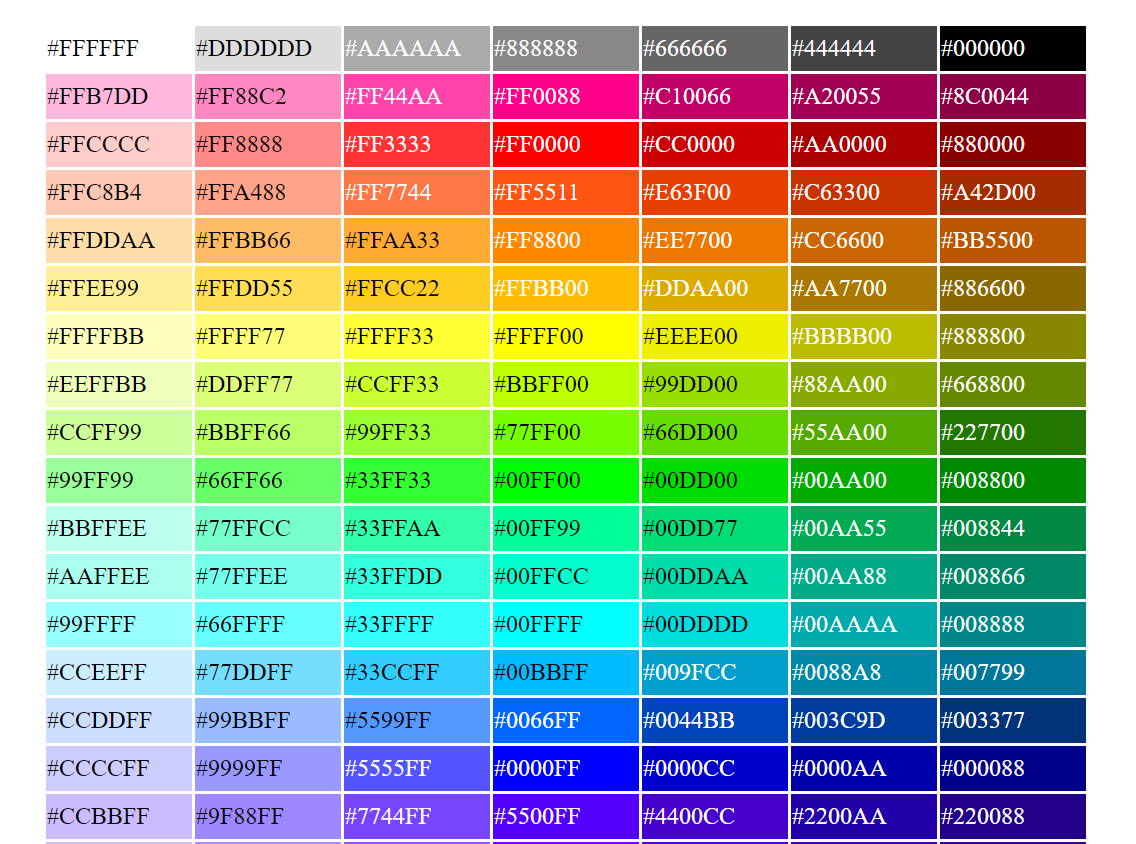 #FFFFFF #DDDDDD #AAAAAA #888888 #666666 #444444 #000000
#FFB7DD #FF88C2 #FF44AA #FF0088 #C10066 #A20055 #8C0044
#FFCCCC #FF8888 #FF3333 #FF0000 #CC0000 #AA0000 #880000
#FFC8B4 #FFA488 #FF7744 #FF5511 #E63F00 #C63300 #A42D00
#FFDDAA #FFBB66 #FFAA33 #FF8800 #EE7700 #CC6600 #BB5500
#FFEE99 #FFDD55 #FFCC22 #FFBB00 #DDAA00 #AA7700 #886600
#FFFFBB #FFFF77 #FFFF33 #FFFF00 #EEEE00 #BBBB00 #888800
#EEFFBB #DDFF77 #CCFF33 #BBFF00 #99DD00 #88AA00 #668800
#CCFF99 #BBFF66 #99FF33 #77FF00 #66DD00 #55AA00 #227700
#99FF99 #66FF66 #33FF33 #00FF00 #00DD00 #00AA00 #008800
#BBFFEE #77FFCC #33FFAA #00FF99 #00DD77 #00AA55 #008844
#AAFFEE #77FFEE #33FFDD #00FFCC #00DDAA #00AA88 #008866
#99FFFF #66FFFF #33FFFF #00FFFF #00DDDD #00AAAA #008888
#CCEEFF #77DDFF #33CCFF #00BBFF #009FCC #0088A8 #007799
#CCDDFF #99BBFF #5599FF #0066FF #0044BB #003C9D #003377
#CCCCFF #9999FF #5555FF #0000FF #0000CC #0000AA #000088
#CCBBFF #9F88FF #7744FF #5500FF #4400CC #2200AA #220088